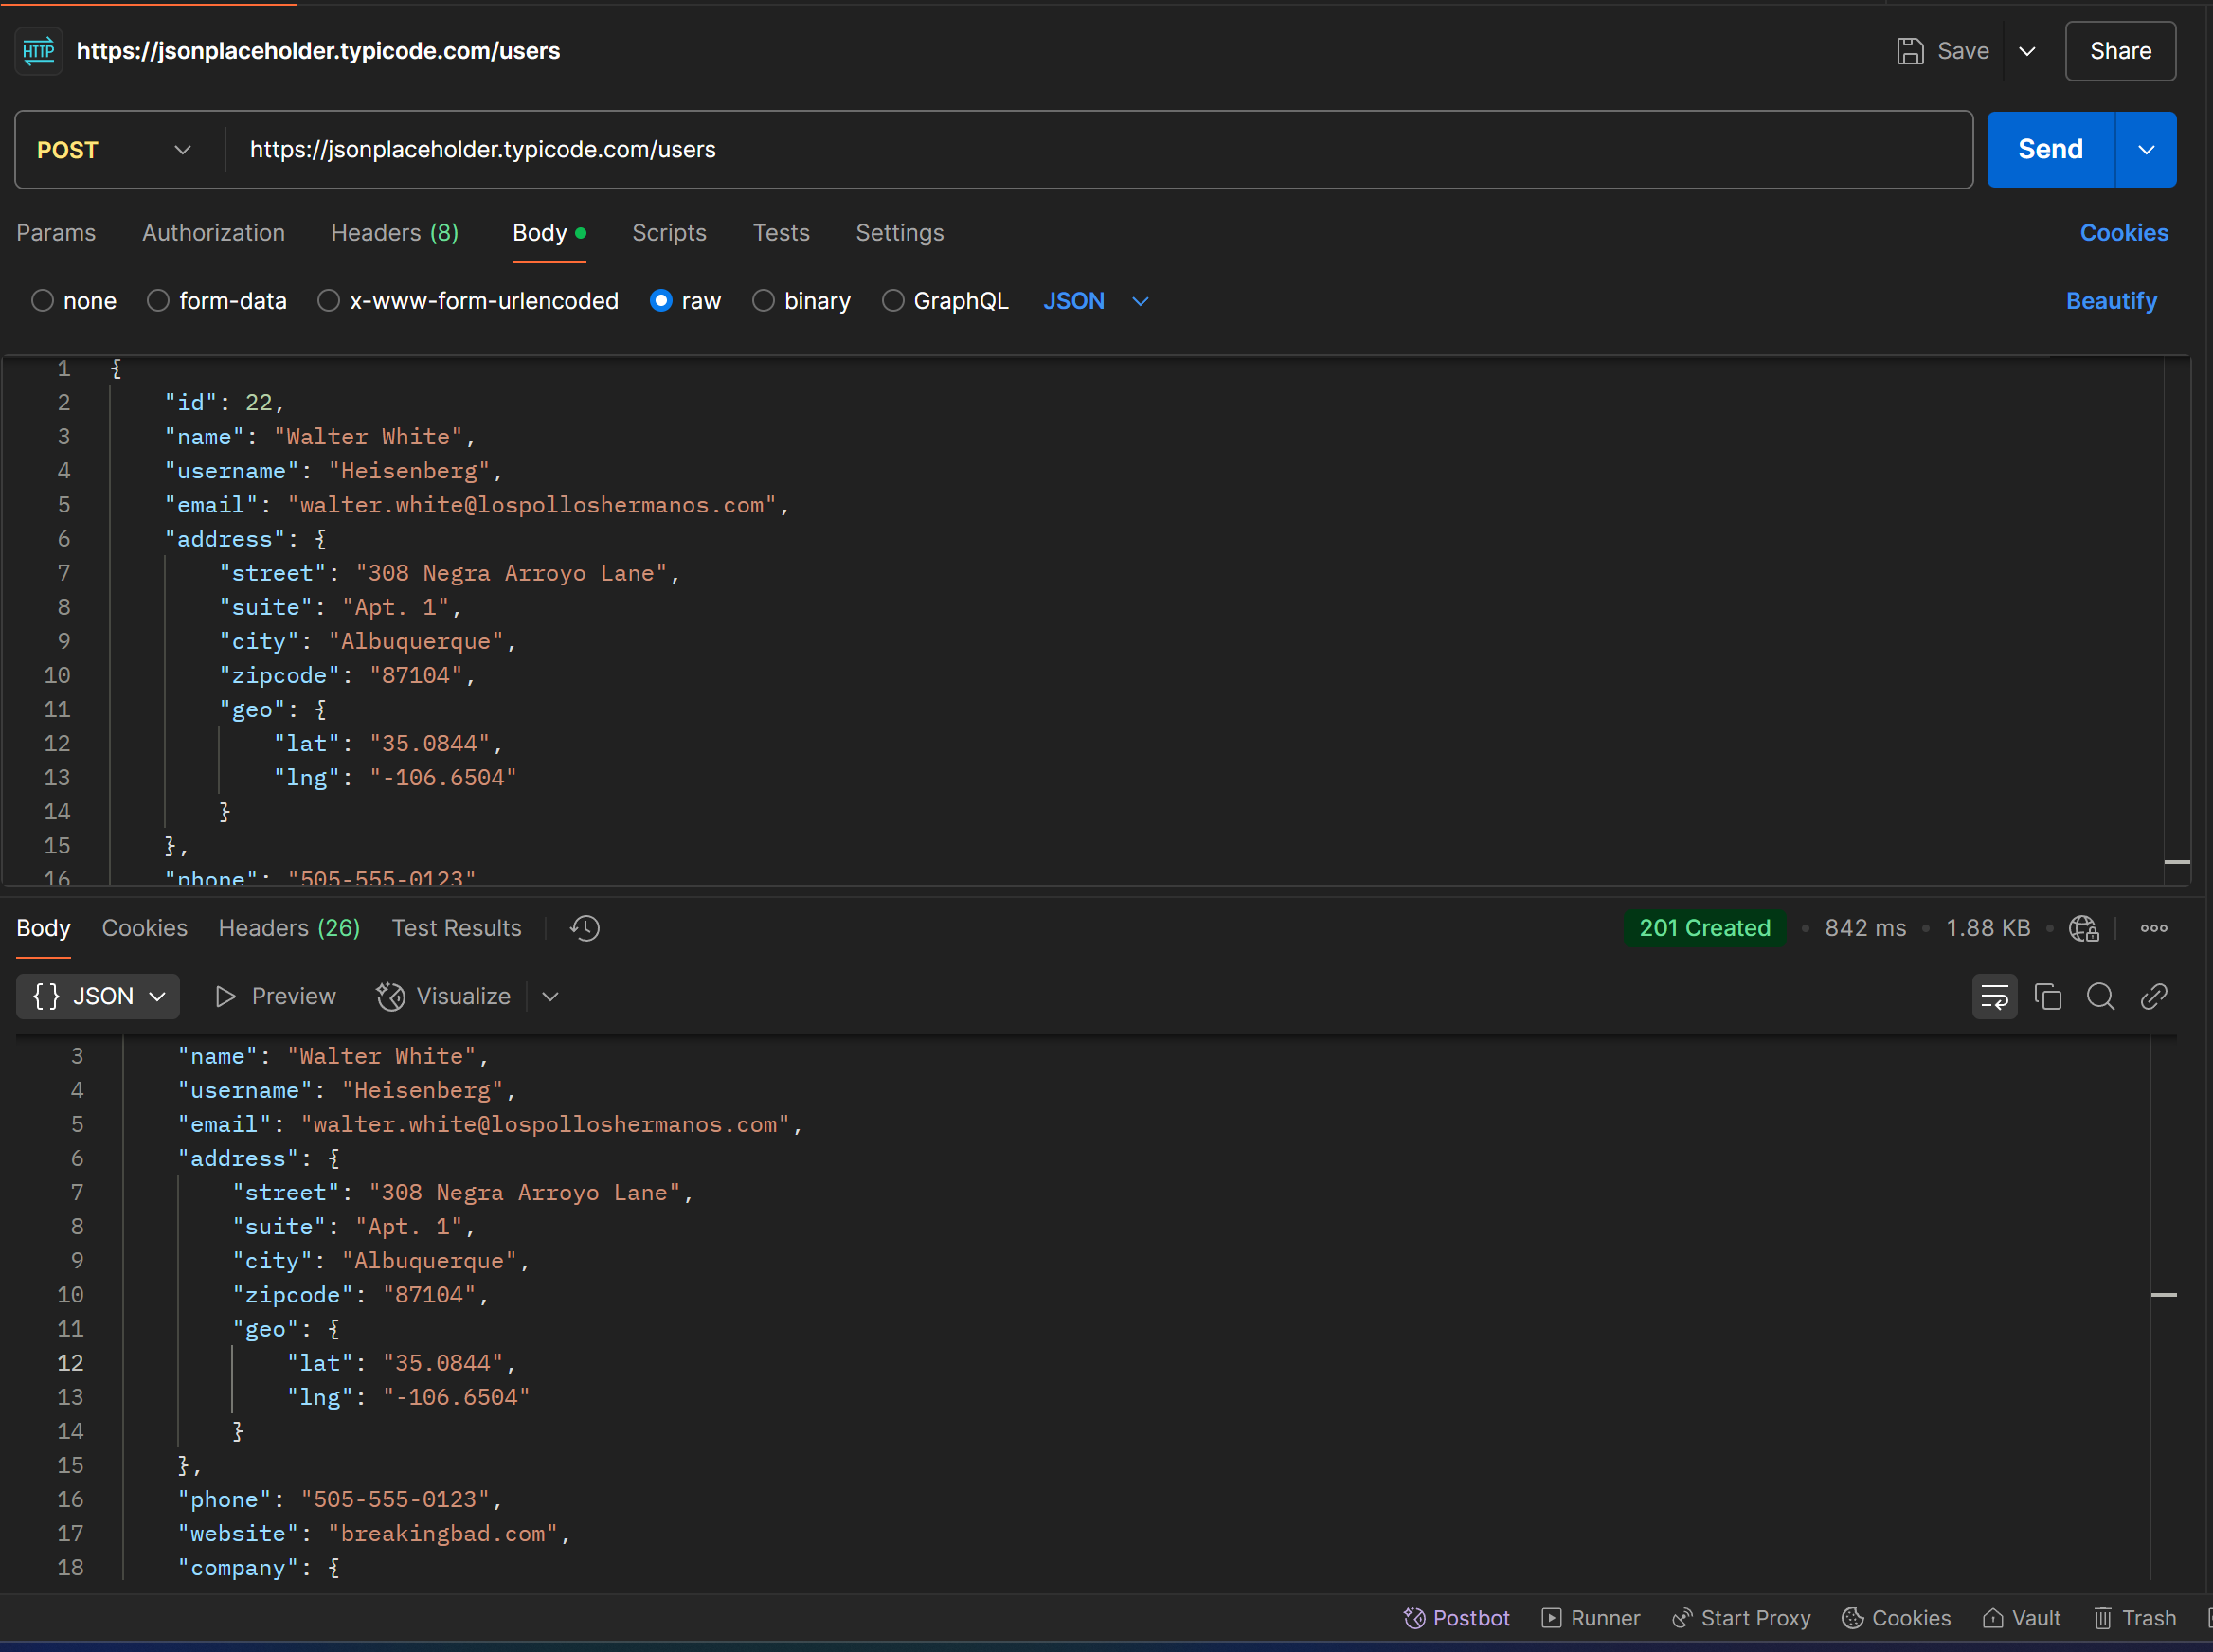 HTTP https://jsonplaceholder.typicode.com/users Save Share
POST https://jsonplaceholder.typicode.com/users Send
Params Authorization Headers (8) Body Scripts Tests Settings Cookies
none form-data x-www-form-urlencoded raw binary GraphQL JSON Beautify
1 {
2 "id": 22,
3 "name": "Walter White",
4 "username": "Heisenberg",
5 "email": "walter.white@lospolloshermanos.com",
6 "address": {
7 "street": "308 Negra Arroyo Lane",
8 "suite": "Apt. 1",
9 "city": "Albuquerque",
10 "zipcode": "87104",
11 "geo": {
12 "lat": "35.0844",
13 "lng": "-106.6504"
14 }
15 },
16 "phone": "505-555-0123"
Body Cookies Headers (26) Test Results 201 Created • 842 ms • 1.88 KB •
{} JSON Preview Visualize
3 "name": "Walter White",
4 "username": "Heisenberg",
5 "email": "walter.white@lospolloshermanos.com",
6 "address": {
7 "street": "308 Negra Arroyo Lane",
8 "suite": "Apt. 1",
9 "city": "Albuquerque",
10 "zipcode": "87104",
11 "geo": {
12 "lat": "35.0844",
13 "lng": "-106.6504"
14 }
15 },
16 "phone": "505-555-0123",
17 "website": "breakingbad.com",
18 "company": {
Postbot Runner Start Proxy Cookies Vault Trash